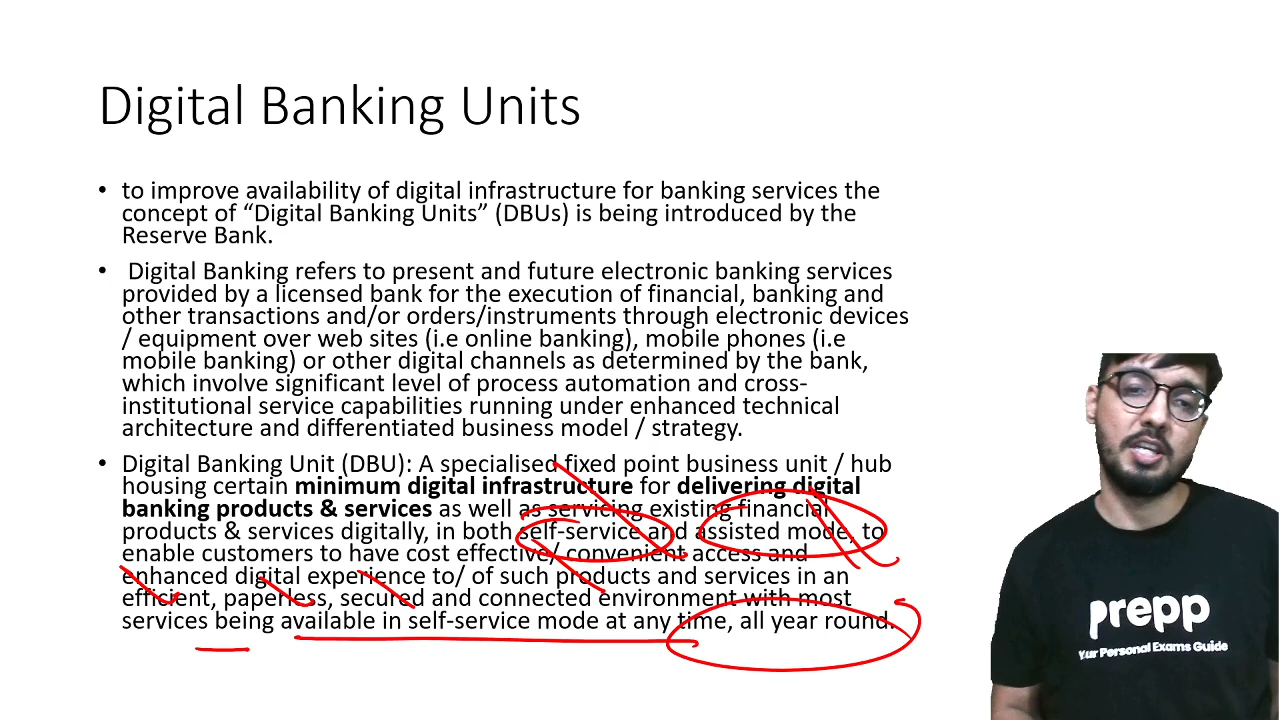 Digital Banking Units
• to improve availability of digital infrastructure for banking services the
concept of “Digital Banking Units” (DBUs) is being introduced by the
Reserve Bank.
• Digital Banking refers to present and future electronic banking services
provided by a licensed bank for the execution of financial, banking and
other transactions and/or orders/instruments through electronic devices
/ equipment over web sites (i.e online banking), mobile phones (i.e
mobile banking) or other digital channels as determined by the bank,
which involve significant level of process automation and cross-
institutional service capabilities running under enhanced technical
architecture and differentiated business model / strategy.
• Digital Banking Unit (DBU): A specialised fixed point business unit / hub
housing certain minimum digital infrastructure for delivering digital
banking products & services as well as servicing existing financial
products & services digitally, in both self-service and assisted mode, to
enable customers to have cost effective/ convenient access and
enhanced digital experience to/ of such products and services in an
efficient, paperless, secured and connected environment with most
services being available in self-service mode at any time, all year round.
prepp
Your Personal Exams Guide